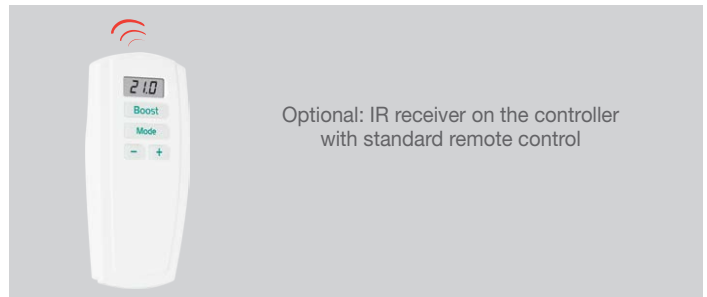 21.0
Boost
Mode
- +
Optional: IR receiver on the controller
with standard remote control